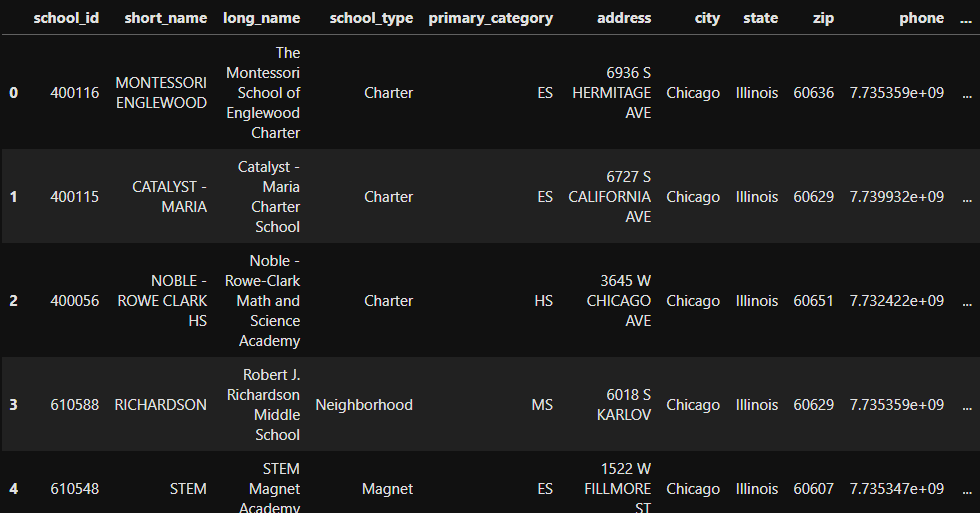 school_id short_name long_name school_type primary_category address city state zip phone ...
0 400116 MONTESSORI ENGLEWOOD The Montessori School of Englewood Charter Charter ES 6936 S HERMITAGE AVE Chicago Illinois 60636 7.735359e+09 ...
1 400115 CATALYST - MARIA Catalyst - Maria Charter School Charter ES 6727 S CALIFORNIA AVE Chicago Illinois 60629 7.739932e+09 ...
2 400056 NOBLE - ROWE CLARK HS Noble - Rowe-Clark Math and Science Academy Charter HS 3645 W CHICAGO AVE Chicago Illinois 60651 7.732422e+09 ...
3 610588 RICHARDSON Robert J. Richardson Middle School Neighborhood MS 6018 S KARLOV Chicago Illinois 60629 7.735359e+09 ...
4 610548 STEM STEM Magnet Academy Magnet ES 1522 W FILLMORE ST Chicago Illinois 60607 7.735347e+09 ...